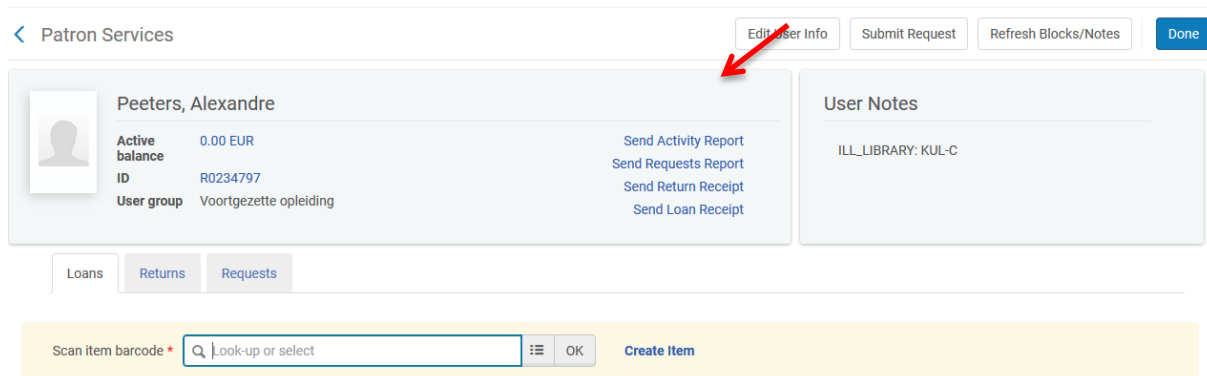 Patron Services
Edit User Info
Submit Request
Refresh Blocks/Notes
Done
Peeters, Alexandre
Active balance 0.00 EUR
ID R0234797
User group Voortgezette opleiding
Send Activity Report
Send Requests Report
Send Return Receipt
Send Loan Receipt
User Notes
ILL_LIBRARY: KUL-C
Loans
Returns
Requests
Scan item barcode * Look-up or select OK Create Item